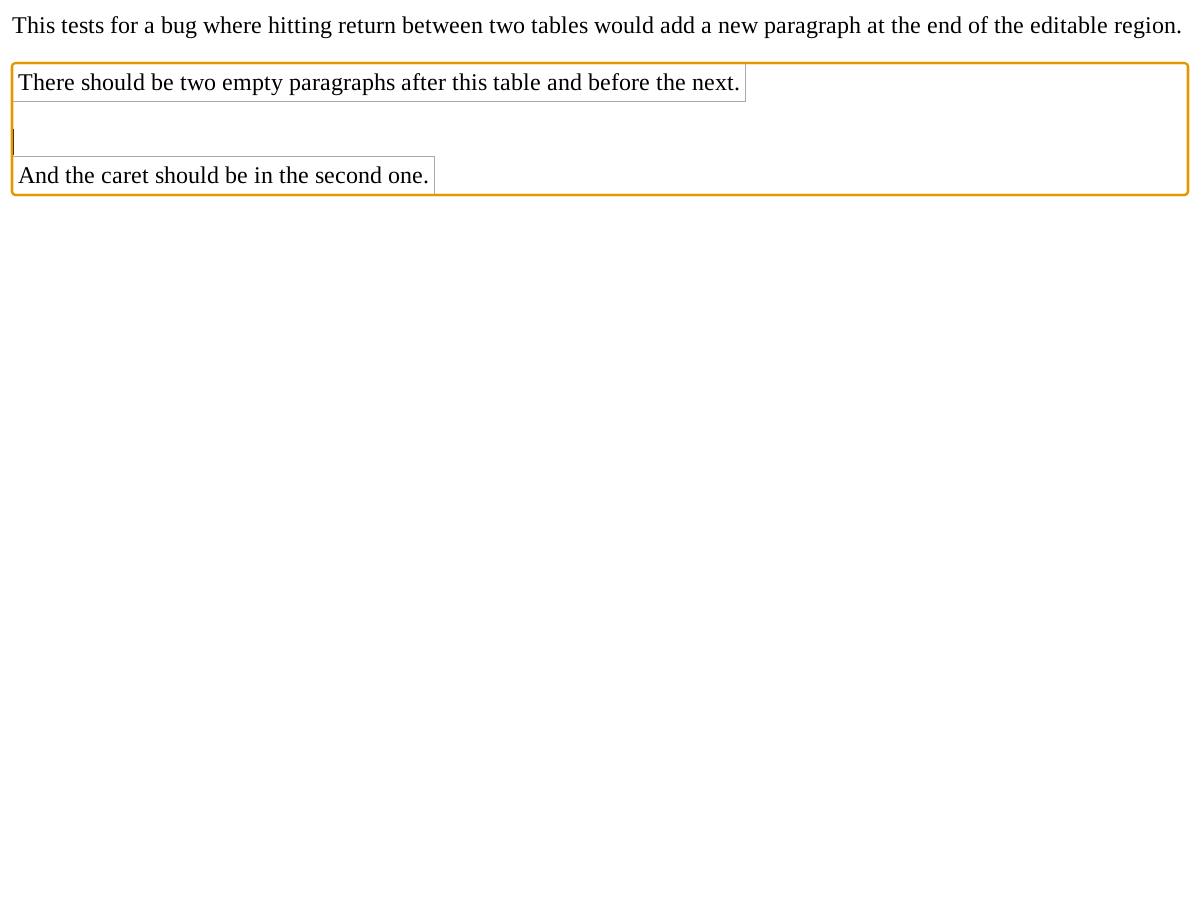 This tests for a bug where hitting return between two tables would add a new paragraph at the end of the editable region.
There should be two empty paragraphs after this table and before the next.
And the caret should be in the second one.